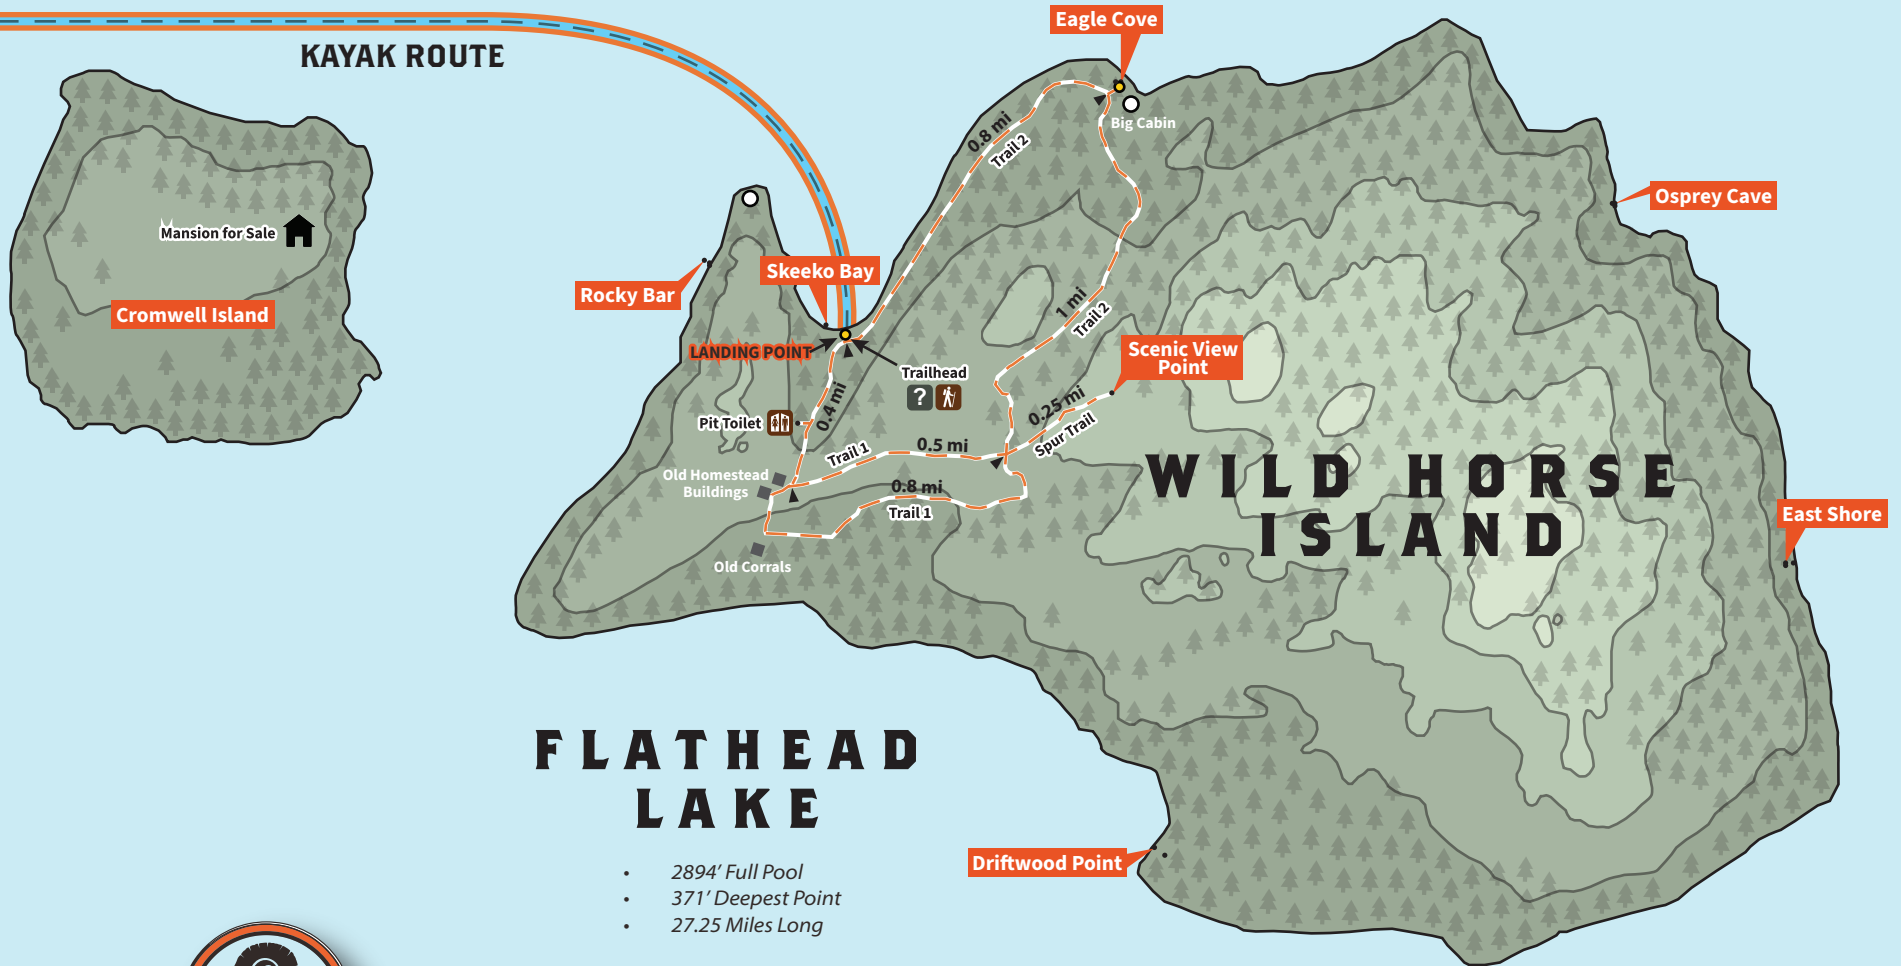 Eagle Cove
KAYAK ROUTE
Big Cabin
0.8 mi
Trail 2
Osprey Cave
Mansion for Sale
Skeeko Bay
Rocky Bar
Cromwell Island
1 mi
Trail 2
LANDING POINT
Scenic View
Point
Trailhead
?
0.4 mi
0.25 mi
Spur Trail
Pit Toilet
Trail 1
0.5 mi
Old Homestead
Buildings
0.8 mi
Trail 1
WILD HORSE
ISLAND
East Shore
Old Corrals
FLATHEAD
LAKE
Driftwood Point
• 2894’ Full Pool
• 371’ Deepest Point
• 27.25 Miles Long